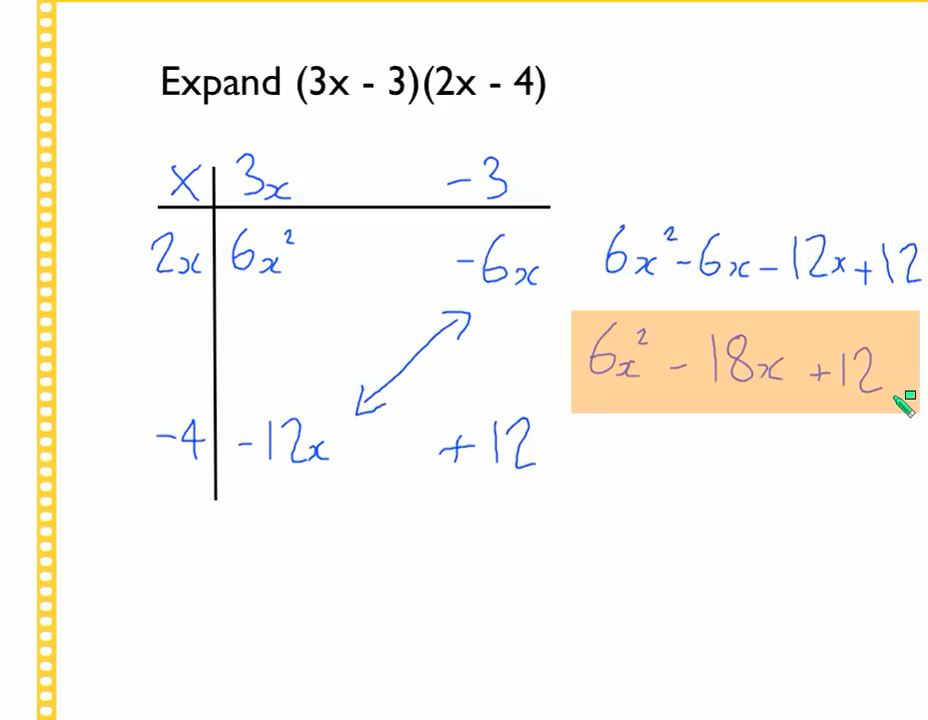 Expand (3x - 3)(2x - 4)
x 3x -3
2x 6x² -6x
6x² -6x -12x +12
6x² - 18x +12
-4 -12x +12